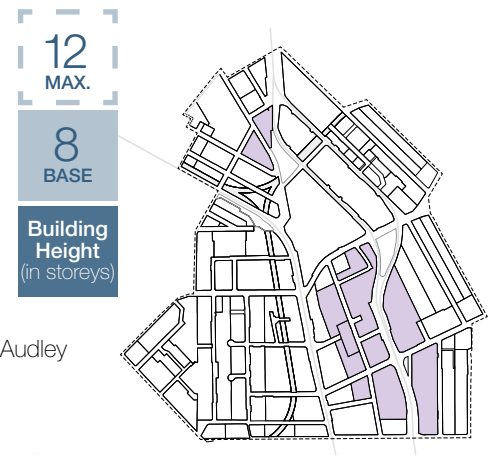 12
MAX.
8
BASE
Building
Height
(in storeys)
Audley